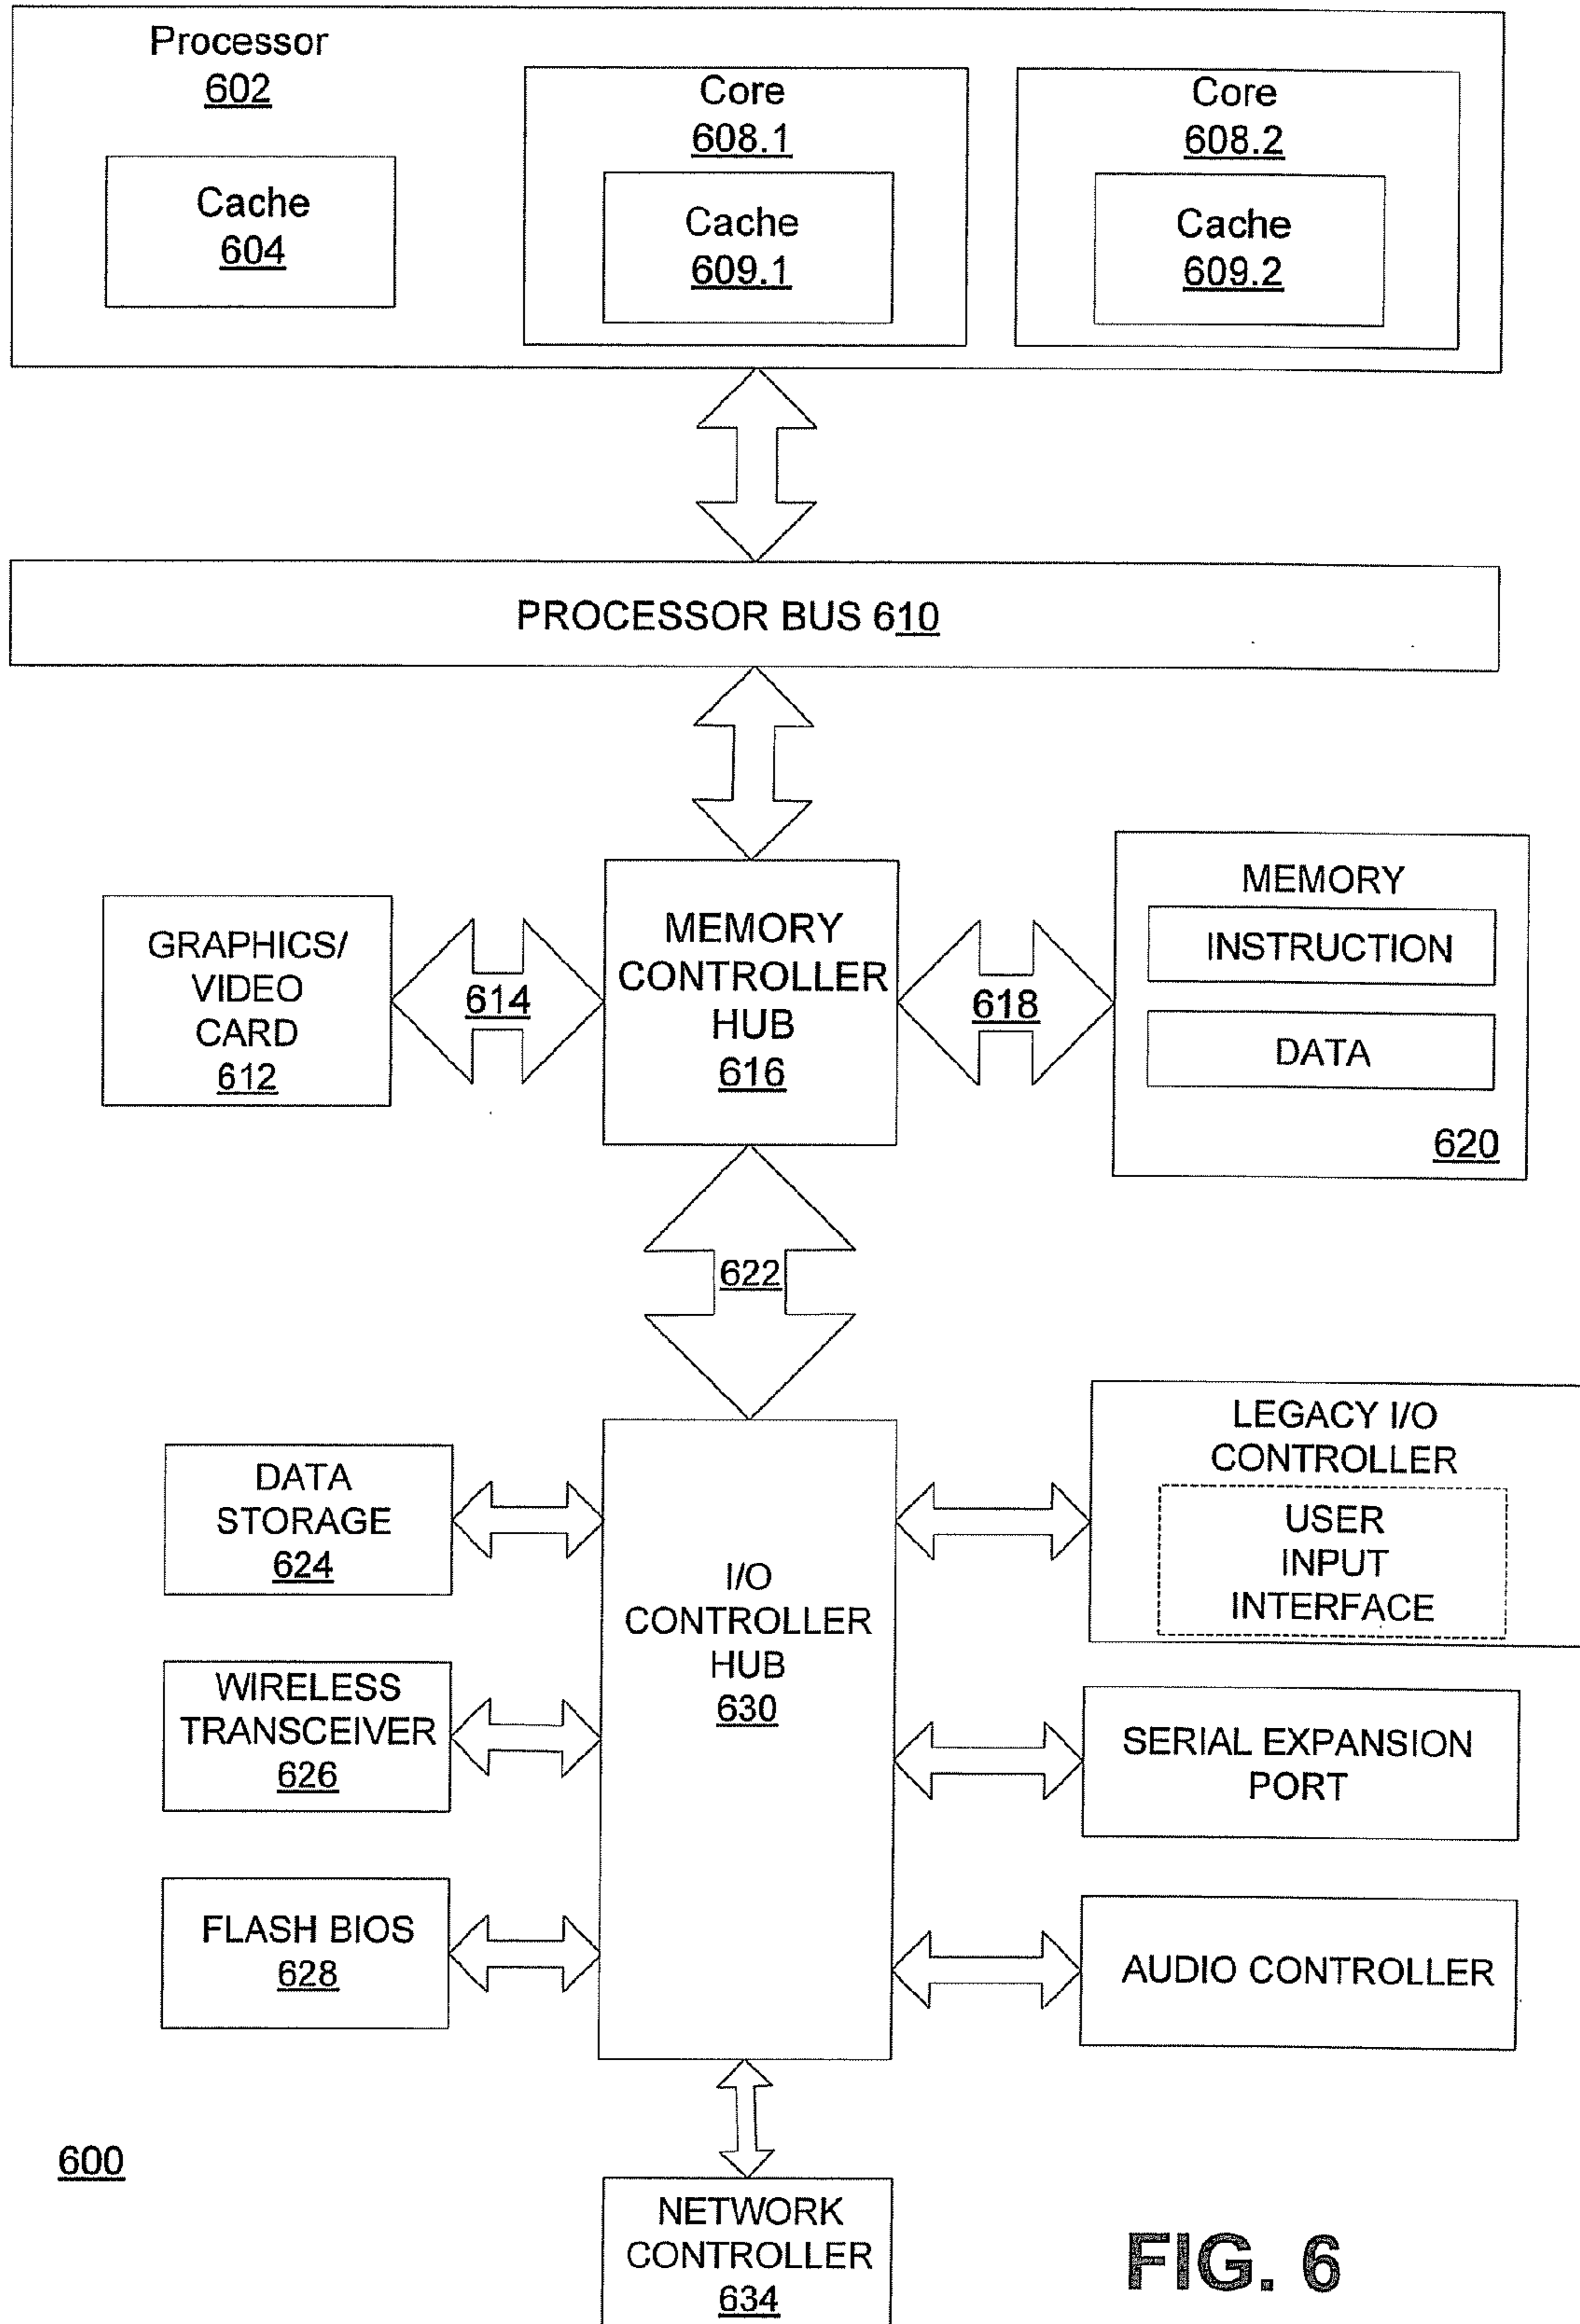 Processor
602
Cache
604
Core
608.1
Cache
609.1
Core
608.2
Cache
609.2
PROCESSOR BUS 610
GRAPHICS/
VIDEO
CARD
612
614
MEMORY
CONTROLLER
HUB
616
618
MEMORY
INSTRUCTION
DATA
620
622
DATA
STORAGE
624
WIRELESS
TRANSCEIVER
626
FLASH BIOS
628
I/O
CONTROLLER
HUB
630
LEGACY I/O
CONTROLLER
USER
INPUT
INTERFACE
SERIAL EXPANSION
PORT
AUDIO CONTROLLER
600
NETWORK
CONTROLLER
634
FIG. 6